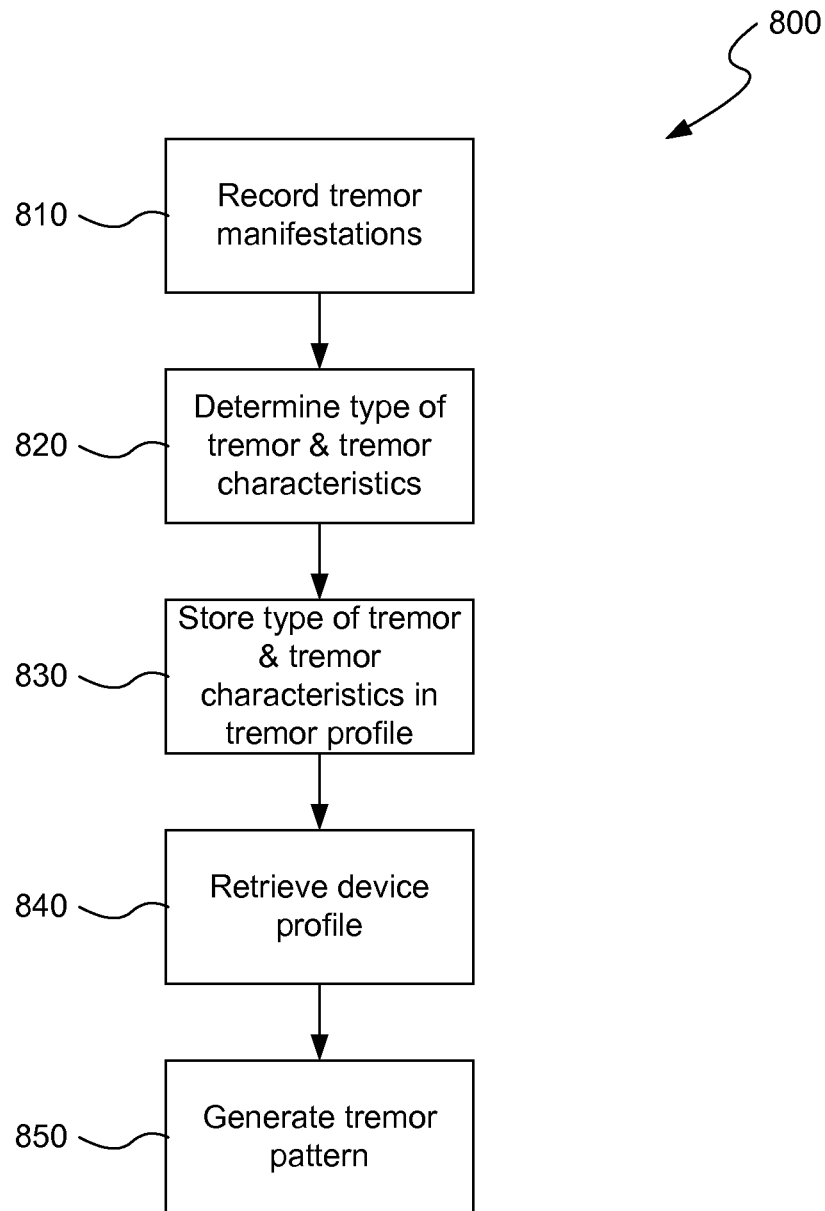 800
810
Record tremor
manifestations
820
Determine type of
tremor & tremor
characteristics
830
Store type of tremor
& tremor
characteristics in
tremor profile
840
Retrieve device
profile
850
Generate tremor
pattern